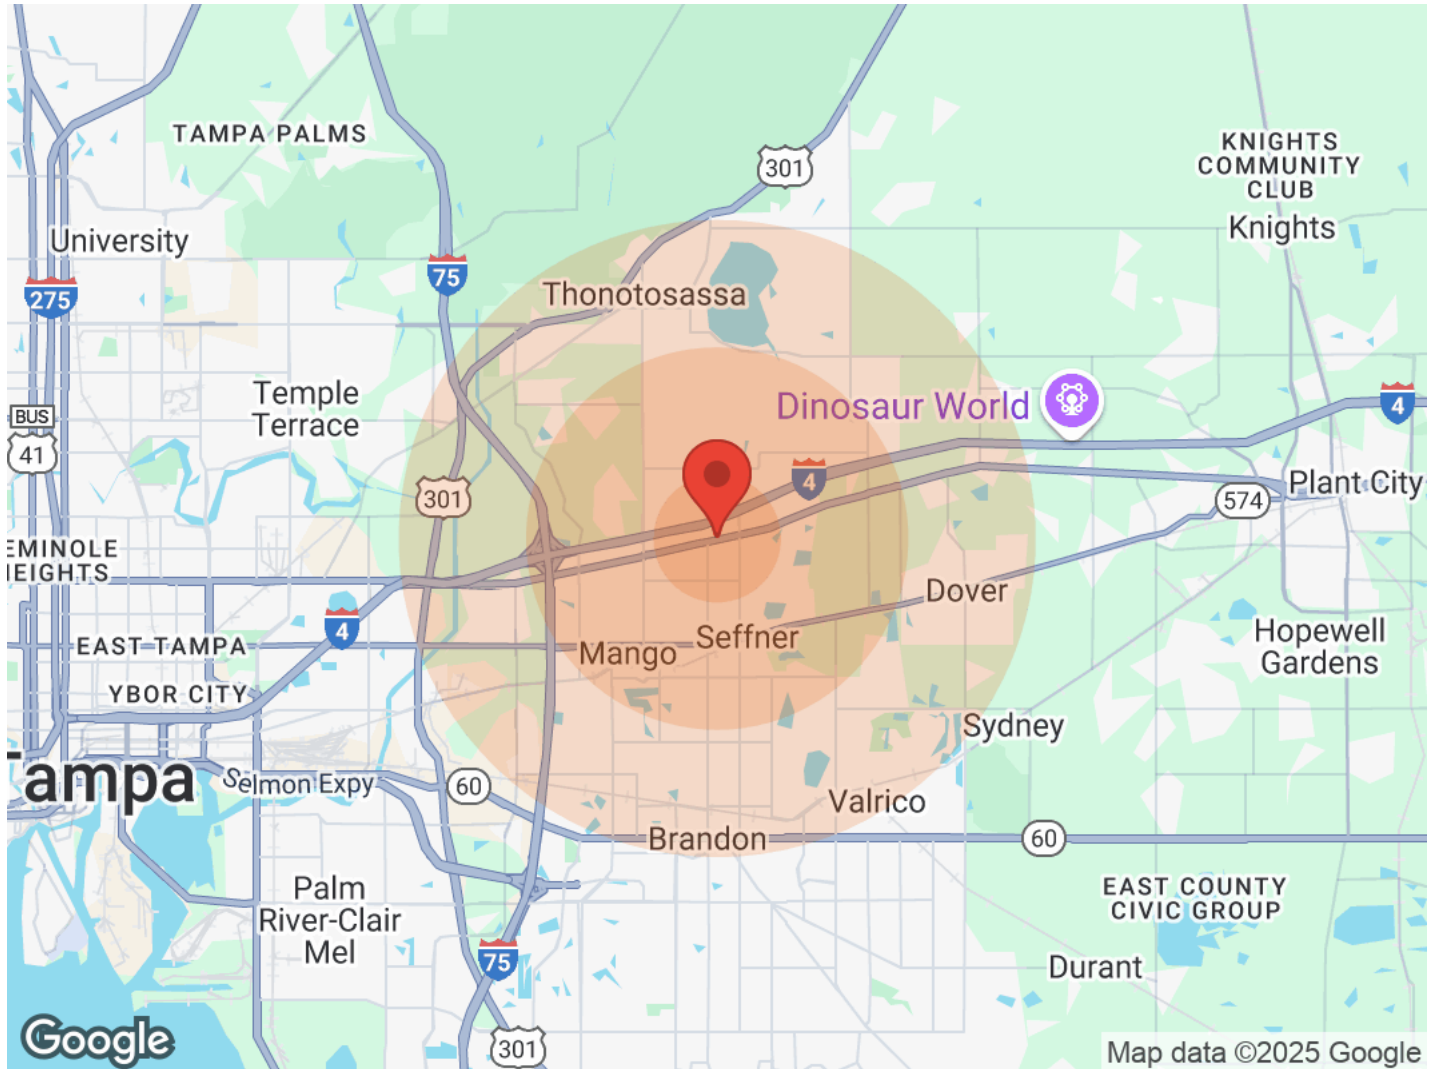 TAMPA PALMS
301
KNIGHTS
COMMUNITY
CLUB
Knights
University
75
275
Thonotosassa
Temple
Terrace
Dinosaur World
4
BUS
41
301
4
574
Plant City
EMINOLE
HEIGHTS
Dover
4
EAST TAMPA
Mango
Seffner
Hopewell
Gardens
YBOR CITY
Sydney
Tampa
Selmon Expy
60
Valrico
Brandon
60
Palm
River-Clair
Mel
EAST COUNTY
CIVIC GROUP
75
Durant
301
Google
Map data ©2025 Google